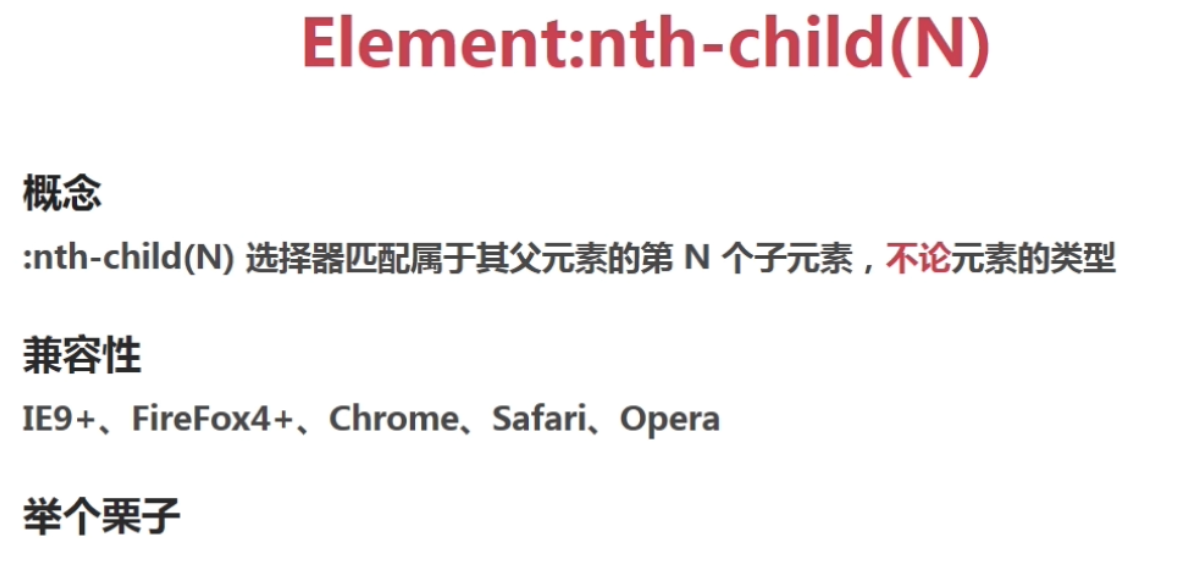 Element:nth-child(N)
概念
:nth-child(N) 选择器匹配属于其父元素的第 N 个子元素，不论元素的类型
兼容性
IE9+、FireFox4+、Chrome、Safari、Opera
举个栗子